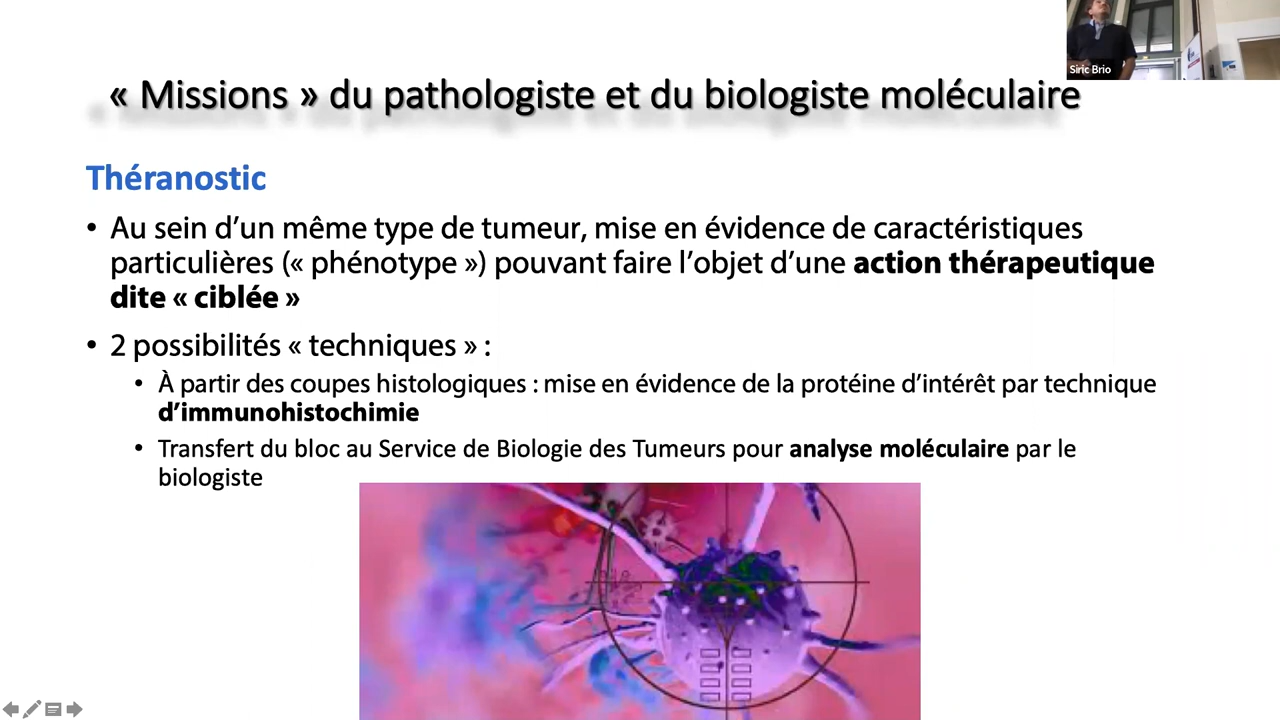 Siric Brio
« Missions » du pathologiste et du biologiste moléculaire
Théranostic
• Au sein d’un même type de tumeur, mise en évidence de caractéristiques
particulières (« phénotype ») pouvant faire l’objet d’une action thérapeutique
dite « ciblée »
• 2 possibilités « techniques » :
• À partir des coupes histologiques : mise en évidence de la protéine d’intérêt par technique
d’immunohistochimie
• Transfert du bloc au Service de Biologie des Tumeurs pour analyse moléculaire par le
biologiste